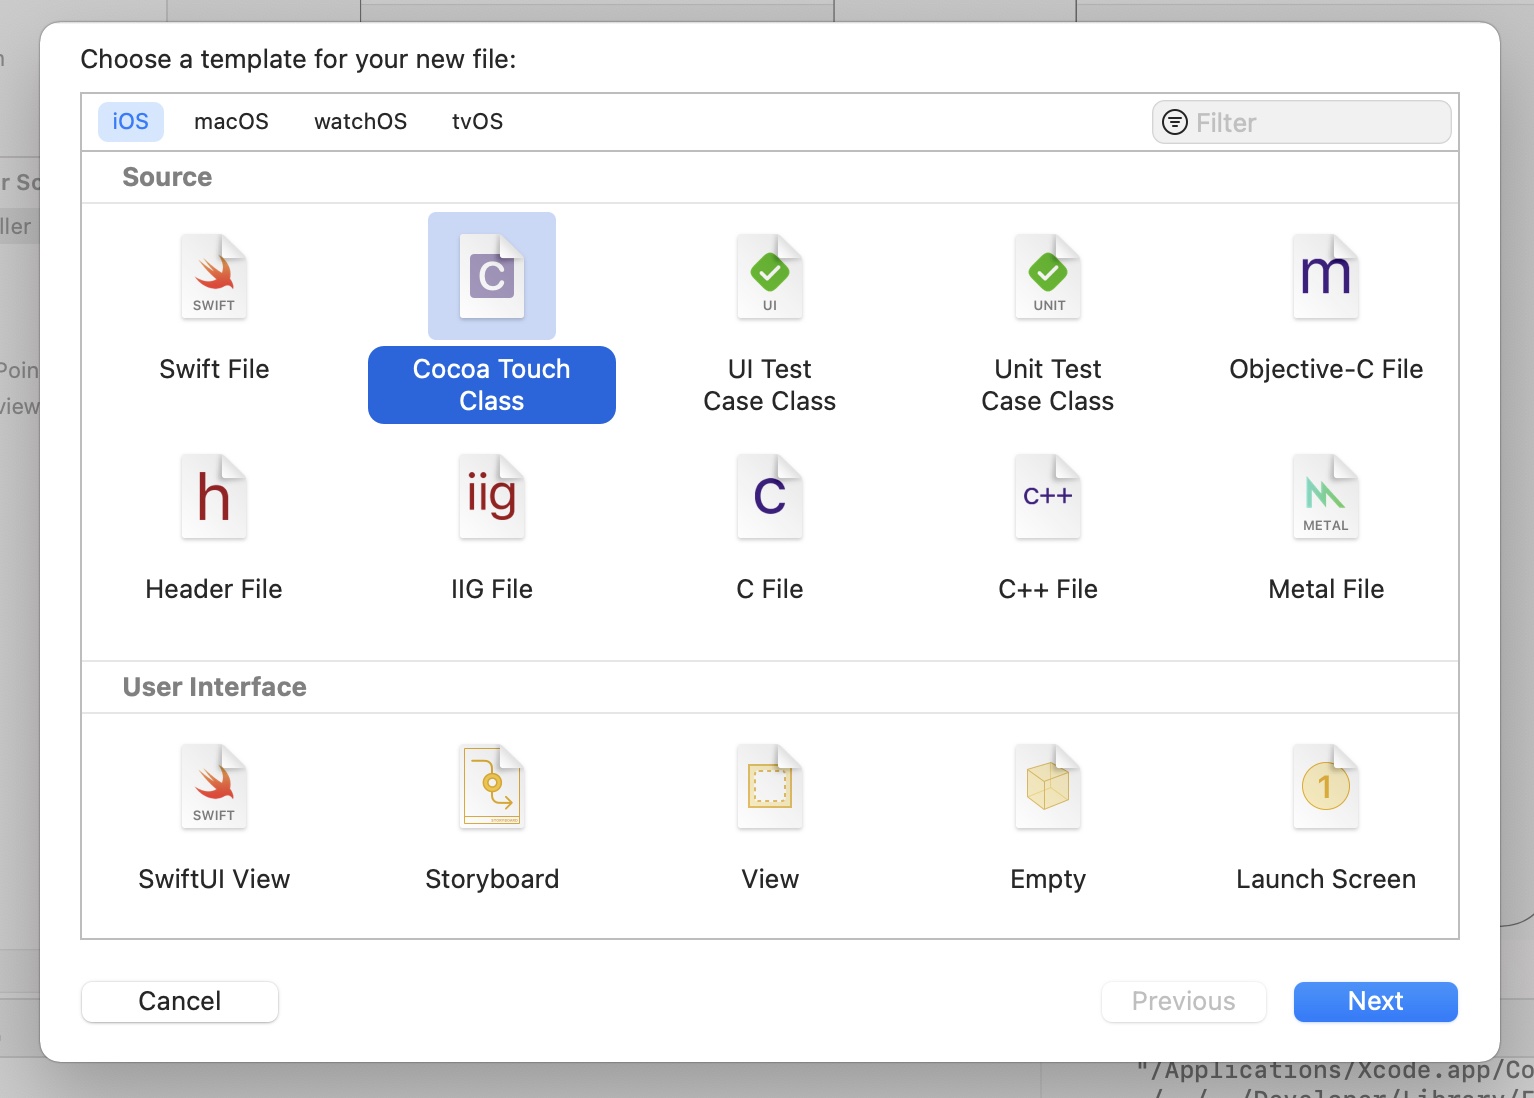 Choose a template for your new file:
iOS macOS watchOS tvOS Filter
Source
SWIFT C UI UNIT m
Swift File Cocoa Touch Class UI Test Case Class Unit Test Case Class Objective-C File
h iig C C++ METAL
Header File IIG File C File C++ File Metal File
User Interface
SWIFT 1
SwiftUI View Storyboard View Empty Launch Screen
Cancel Previous Next
r So
ller
Poin
view
"/Applications/Xcode.app/Co